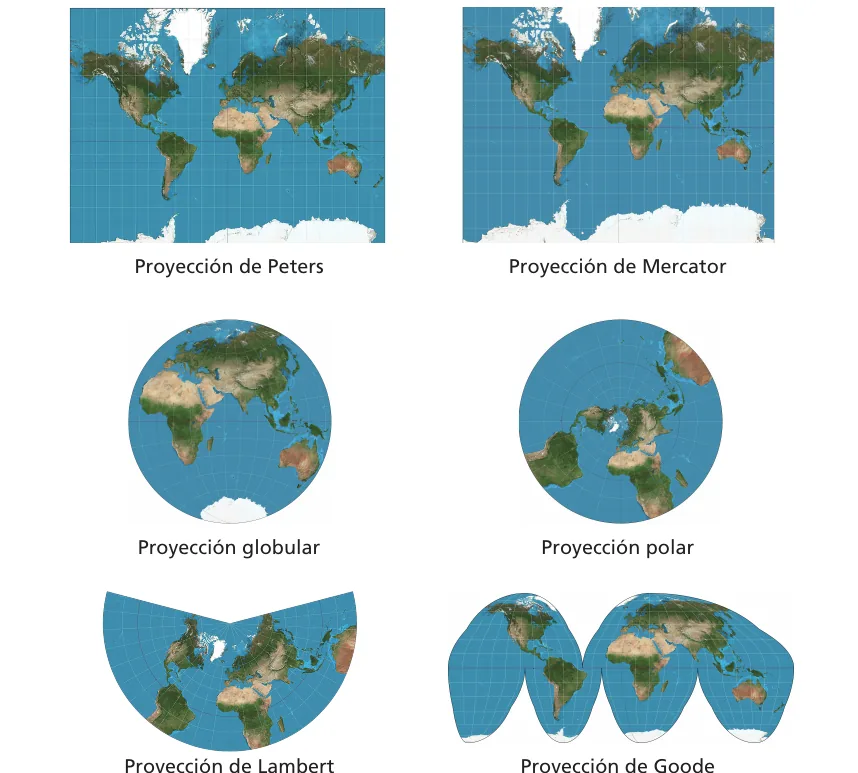 Proyección de Peters
Proyección de Mercator
Proyección globular
Proyección polar
Proyección de Lambert
Proyección de Goode